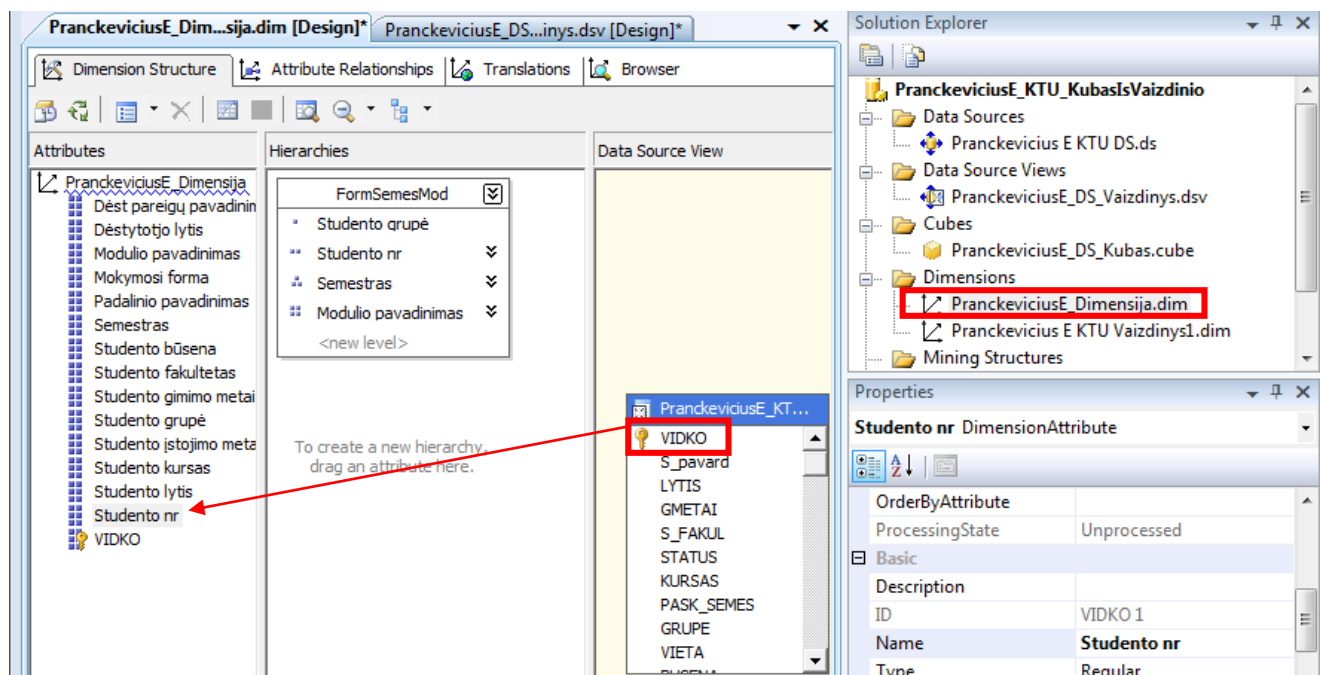 PranckeviciusE_Dim...sija.dim [Design]*
PranckeviciusE_DS...inys.dsv [Design]*
Dimension Structure
Attribute Relationships
Translations
Browser
Attributes
PranckeviciusE_Dimensija
Dėst pareigų pavadinin
Dėstytotjo lytis
Modulio pavadinimas
Mokymosi forma
Padalinio pavadinimas
Semestras
Studento būsena
Studento fakultetas
Studento gimimo metai
Studento grupė
Studento įstojimo meta
Studento kursas
Studento lytis
Studento nr
VIDKO
Hierarchies
FormSemesMod
Studento grupė
Studento nr
Semestras
Modulio pavadinimas
<new level>
To create a new hierarchy,
drag an attribute here.
Data Source View
PranckeviciusE_KT...
VIDKO
S_pavard
LYTIS
GMETAI
S_FAKUL
STATUS
KURSAS
PASK_SEMES
GRUPE
VIETA
Solution Explorer
PranckeviciusE_KTU_KubasIsVaizdinio
Data Sources
Pranckevicius E KTU DS.ds
Data Source Views
PranckeviciusE_DS_Vaizdinys.dsv
Cubes
PranckeviciusE_DS_Kubas.cube
Dimensions
PranckeviciusE_Dimensija.dim
Pranckevicius E KTU Vaizdinys1.dim
Mining Structures
Properties
Studento nr DimensionAttribute
OrderByAttribute
ProcessingState Unprocessed
Basic
Description
ID VIDKO 1
Name Studento nr
Type Regular